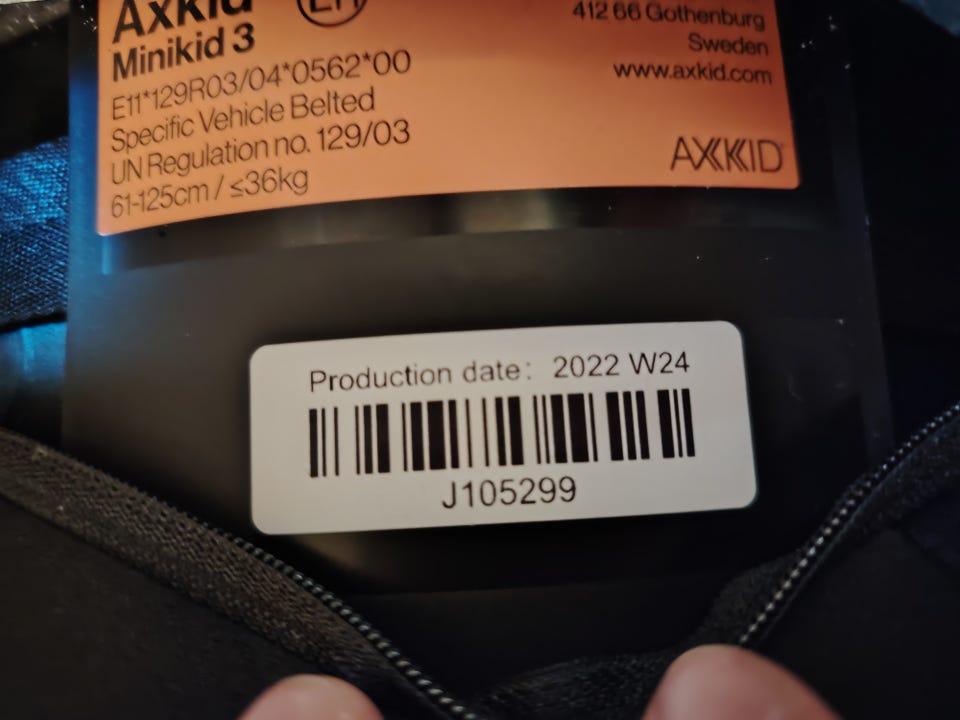 Axkid
Minikid 3
E11*129R03/04*0562*00
Specific Vehicle Belted
UN Regulation no. 129/03
61-125cm / ≤36kg
412 66 Gothenburg
Sweden
www.axkid.com
AXKID
Production date: 2022 W24
J105299